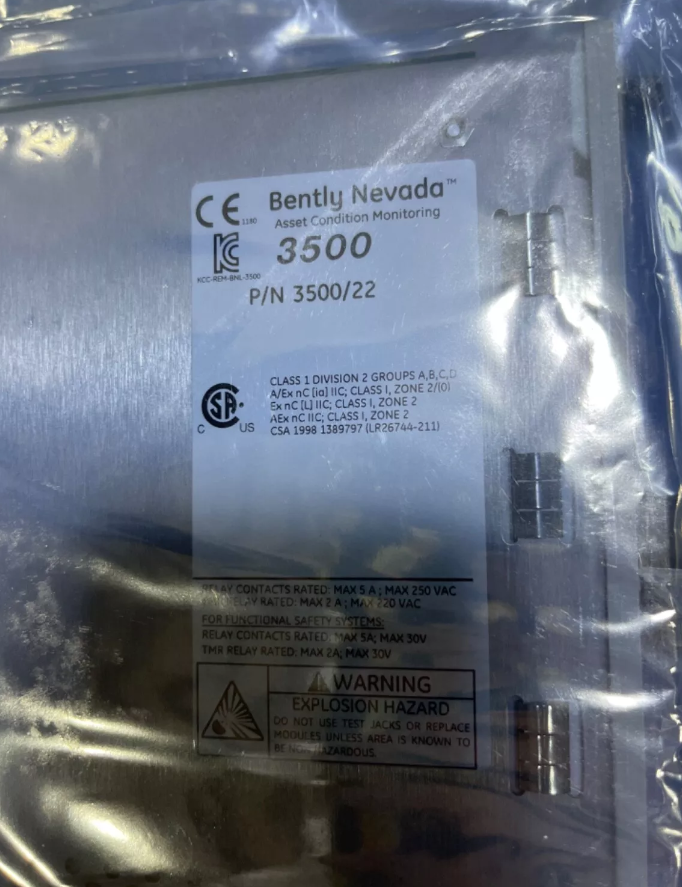 CE 1180
Bently Nevada™
Asset Condition Monitoring
KCC-REM-BNL-3500
3500
P/N 3500/22
CLASS 1 DIVISION 2 GROUPS A,B,C,D
A/Ex nC [ia] IIC; CLASS I, ZONE 2/(0)
Ex nC [L] IIC; CLASS I, ZONE 2
AEx nC IIC; CLASS I, ZONE 2
CSA 1998 1389797 (LR26744-211)
C SA US
RELAY CONTACTS RATED: MAX 5 A ; MAX 250 VAC
RELAY RATED: MAX 2 A ; MAX 220 VAC
FOR FUNCTIONAL SAFETY SYSTEMS:
RELAY CONTACTS RATED: MAX 5A; MAX 30V
TMR RELAY RATED: MAX 2A; MAX 30V
WARNING
EXPLOSION HAZARD
DO NOT USE TEST JACKS OR REPLACE
MODULES UNLESS AREA IS KNOWN TO
BE NON-HAZARDOUS